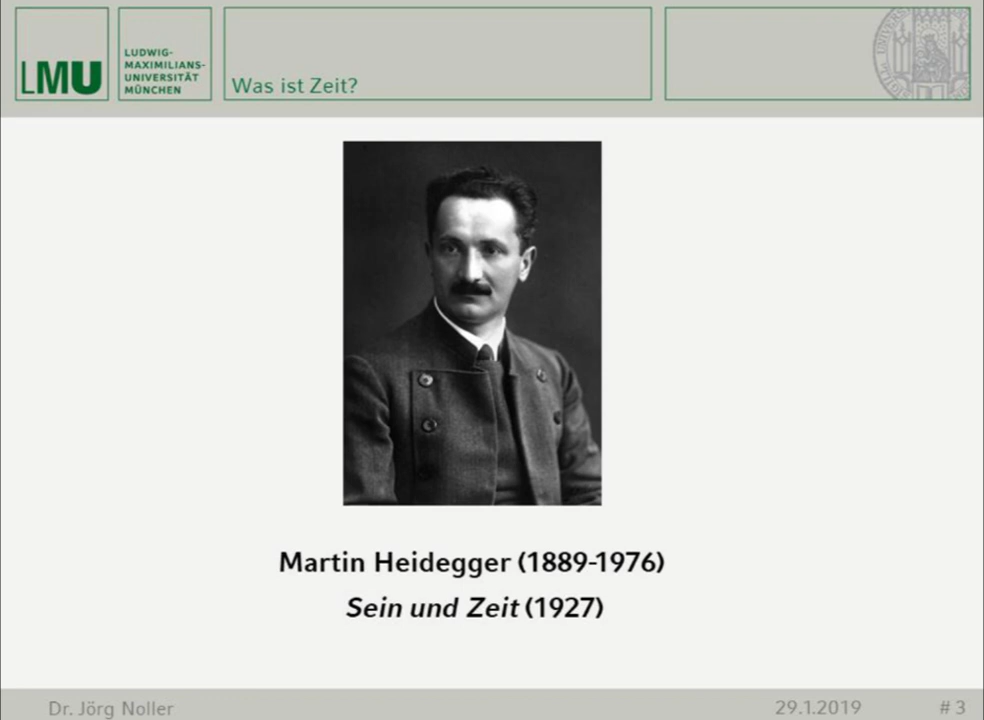 LMU
LUDWIG-
MAXIMILIANS-
UNIVERSITÄT
MÜNCHEN
Was ist Zeit?
Martin Heidegger (1889-1976)
Sein und Zeit (1927)
Dr. Jörg Noller
29.1.2019
# 3